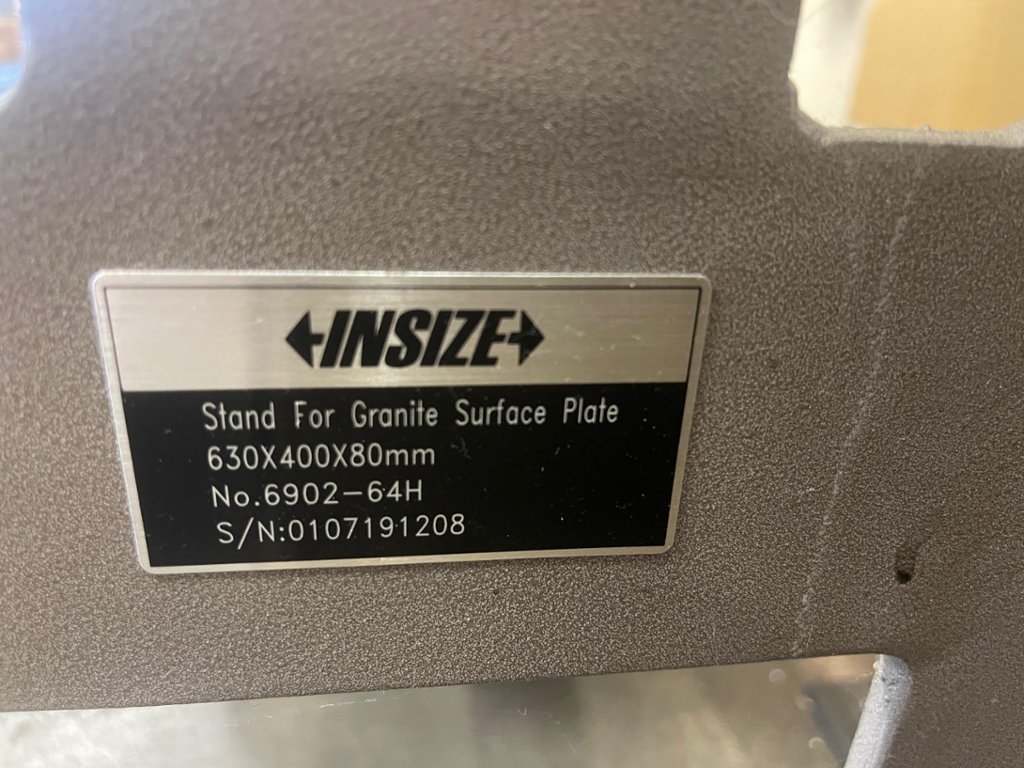 INSIZE
Stand For Granite Surface Plate
630X400X80mm
No.6902-64H
S/N:0107191208